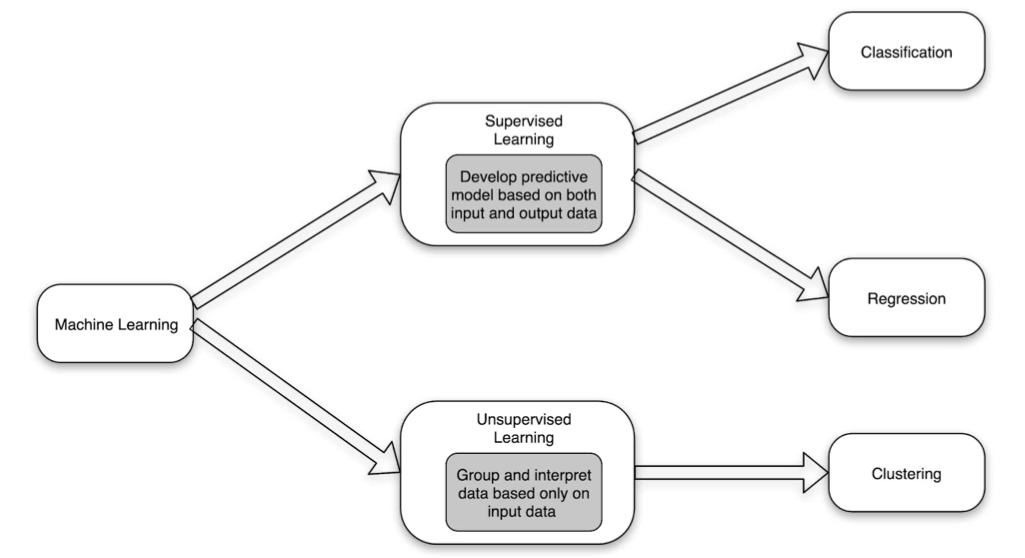 Classification
Supervised
Learning
Develop predictive
model based on both
input and output data
Machine Learning
Regression
Unsupervised
Learning
Group and interpret
data based only on
input data
Clustering